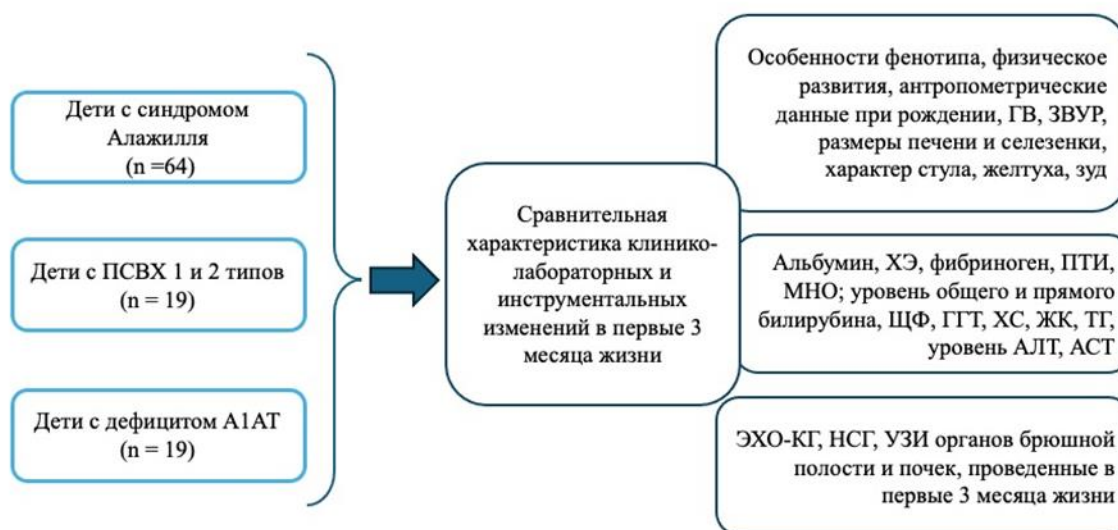 Дети с синдромом
Алажилля
(n =64)
Дети с ПСВХ 1 и 2 типов
(n = 19)
Дети с дефицитом А1АТ
(n = 19)
Сравнительная
характеристика клинико-
лабораторных и
инструментальных
изменений в первые 3
месяца жизни
Особенности фенотипа, физическое
развития, антропометрические
данные при рождении, ГВ, ЗВУР,
размеры печени и селезенки,
характер стула, желтуха, зуд
Альбумин, ХЭ, фибриноген, ПТИ,
МНО; уровень общего и прямого
билирубина, ЩФ, ГГТ, ХС, ЖК, ТГ,
уровень АЛТ, АСТ
ЭХО-КГ, НСГ, УЗИ органов брюшной
полости и почек, проведенные в
первые 3 месяца жизни